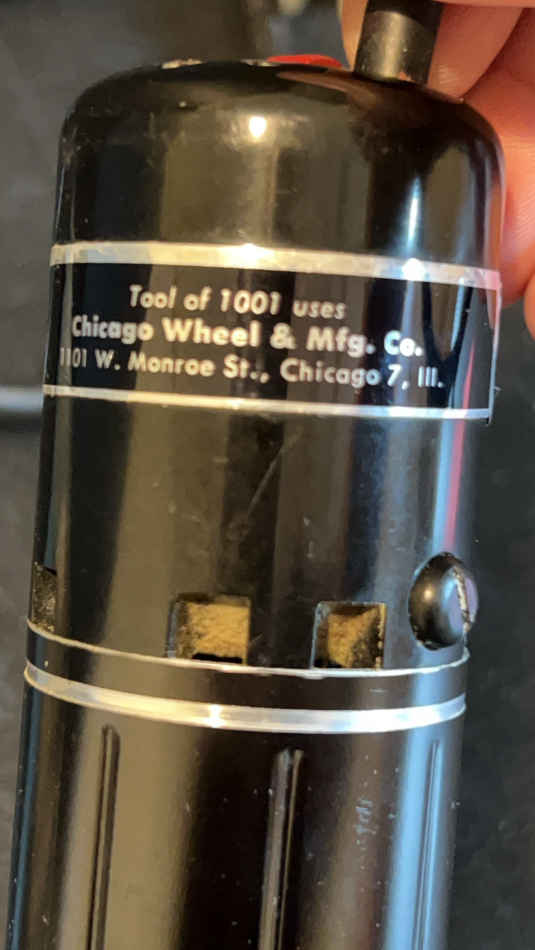 Tool of 1001 uses
Chicago Wheel & Mfg. Co.
1101 W. Monroe St., Chicago 7, Ill.